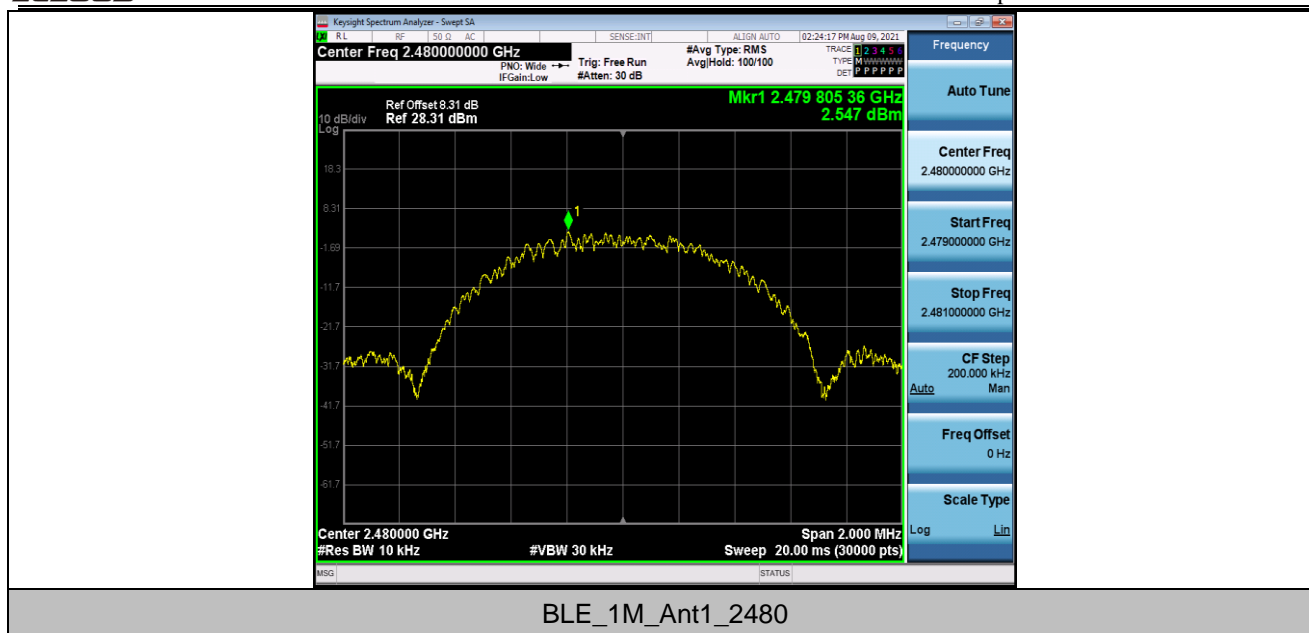 Keysight Spectrum Analyzer - Swept SA
RL RF 50 Ω AC SENSE:INT ALIGN AUTO 02:24:17 PM Aug 09, 2021
Center Freq 2.480000000 GHz
PNO: Wide
IFGain:Low
Trig: Free Run
#Atten: 30 dB
#Avg Type: RMS
Avg|Hold: 100/100
TRACE 1 2 3 4 5 6
TYPE M WWWWW
DET P P P P P P
Ref Offset 8.31 dB
10 dB/div Ref 28.31 dBm
Log
Mkr1 2.479 805 36 GHz
2.547 dBm
18.3
8.31
-1.69
-11.7
-21.7
-31.7
-41.7
-51.7
-61.7
1
Center 2.480000 GHz Span 2.000 MHz
#Res BW 10 kHz #VBW 30 kHz Sweep 20.00 ms (30000 pts)
MSG STATUS
Frequency
Auto Tune
Center Freq
2.480000000 GHz
Start Freq
2.479000000 GHz
Stop Freq
2.481000000 GHz
CF Step
200.000 kHz
Auto Man
Freq Offset
0 Hz
Scale Type
Log Lin
BLE_1M_Ant1_2480